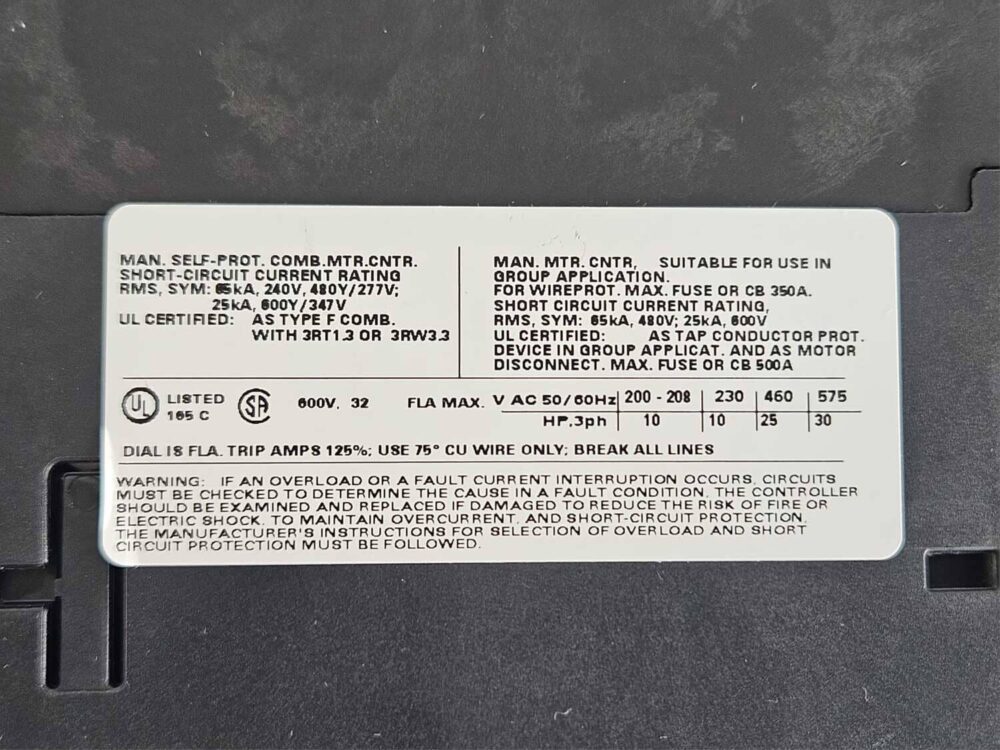 MAN. SELF-PROT. COMB.MTR.CNTR.
SHORT-CIRCUIT CURRENT RATING
RMS, SYM: 65kA, 240V, 480Y/277V;
25kA, 600Y/347V
UL CERTIFIED: AS TYPE F COMB.
WITH 3RT1.3 OR 3RW3.3
MAN. MTR. CNTR, SUITABLE FOR USE IN
GROUP APPLICATION.
FOR WIREPROT. MAX. FUSE OR CB 350A.
SHORT CIRCUIT CURRENT RATING,
RMS, SYM: 65kA, 480V; 25kA, 600V
UL CERTIFIED: AS TAP CONDUCTOR PROT.
DEVICE IN GROUP APPLICAT. AND AS MOTOR
DISCONNECT. MAX. FUSE OR CB 500A
UL LISTED
165 C
SA
600V, 32 FLA MAX. V AC 50/60Hz 200 - 208 230 460 575
HP,3ph 10 10 25 30
DIAL IS FLA. TRIP AMPS 125%; USE 75° CU WIRE ONLY; BREAK ALL LINES
WARNING: IF AN OVERLOAD OR A FAULT CURRENT INTERRUPTION OCCURS, CIRCUITS
MUST BE CHECKED TO DETERMINE THE CAUSE IN A FAULT CONDITION. THE CONTROLLER
SHOULD BE EXAMINED AND REPLACED IF DAMAGED TO REDUCE THE RISK OF FIRE OR
ELECTRIC SHOCK. TO MAINTAIN OVERCURRENT, AND SHORT-CIRCUIT PROTECTION,
THE MANUFACTURER'S INSTRUCTIONS FOR SELECTION OF OVERLOAD AND SHORT
CIRCUIT PROTECTION MUST BE FOLLOWED.